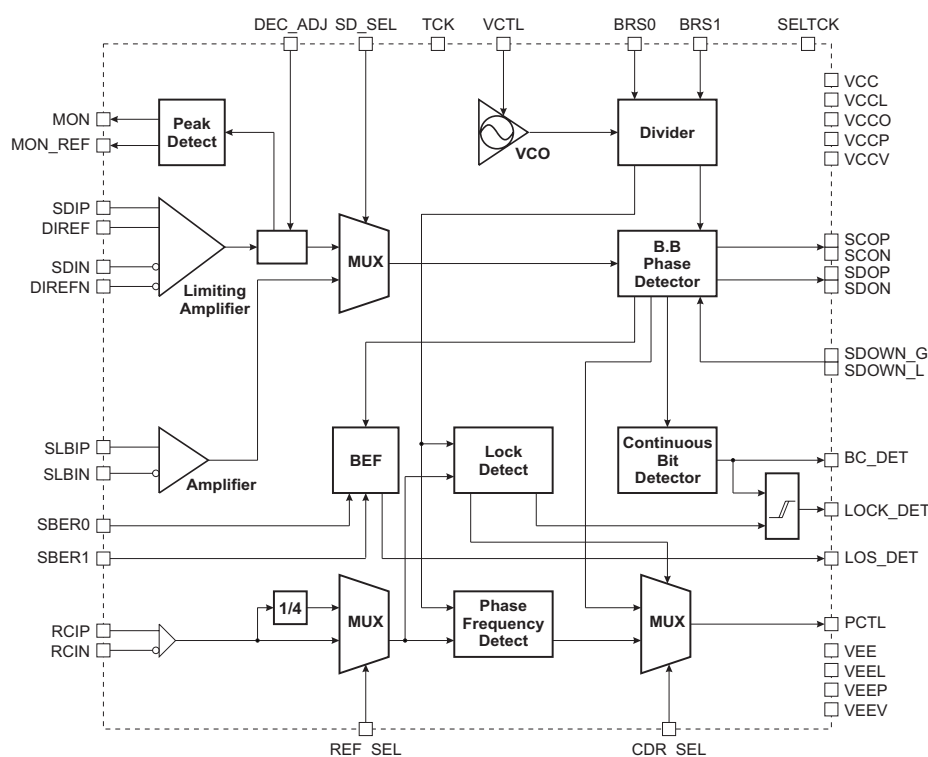 DEC_ADJ SD_SEL TCK VCTL BRS0 BRS1 SELTCK
VCC
VCCL
VCCO
VCCP
VCCV
MON
MON_REF
Peak
Detect
VCO
Divider
SDIP
DIREF
SDIN
DIREFN
Limiting
Amplifier
MUX
B.B
Phase
Detector
SCOP
SCON
SDOP
SDON
SDOWN_G
SDOWN_L
SLBIP
SLBIN
Amplifier
BEF
Lock
Detect
Continuous
Bit
Detector
BC_DET
LOCK_DET
LOS_DET
SBER0
SBER1
RCIP
RCIN
1/4
MUX
Phase
Frequency
Detect
MUX
PCTL
VEE
VEEL
VEEP
VEEV
REF_SEL CDR_SEL